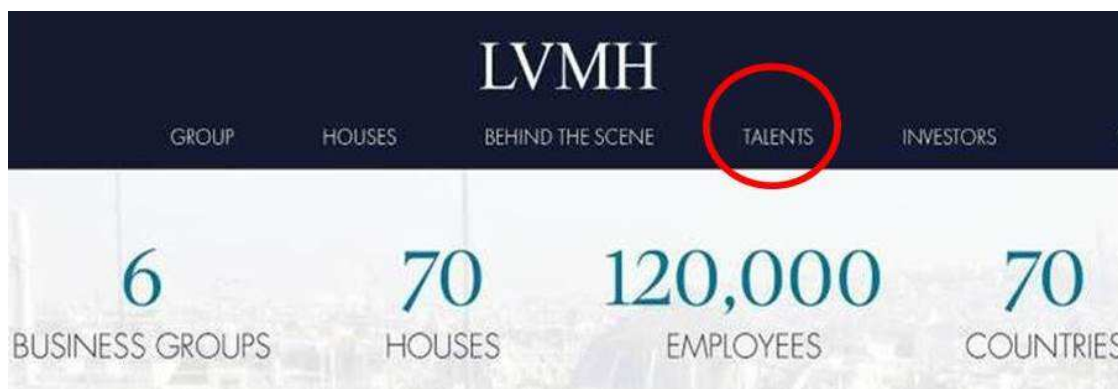 LVMH
GROUP HOUSES BEHIND THE SCENE TALENTS INVESTORS
6 70 120,000 70
BUSINESS GROUPS HOUSES EMPLOYEES COUNTRIES